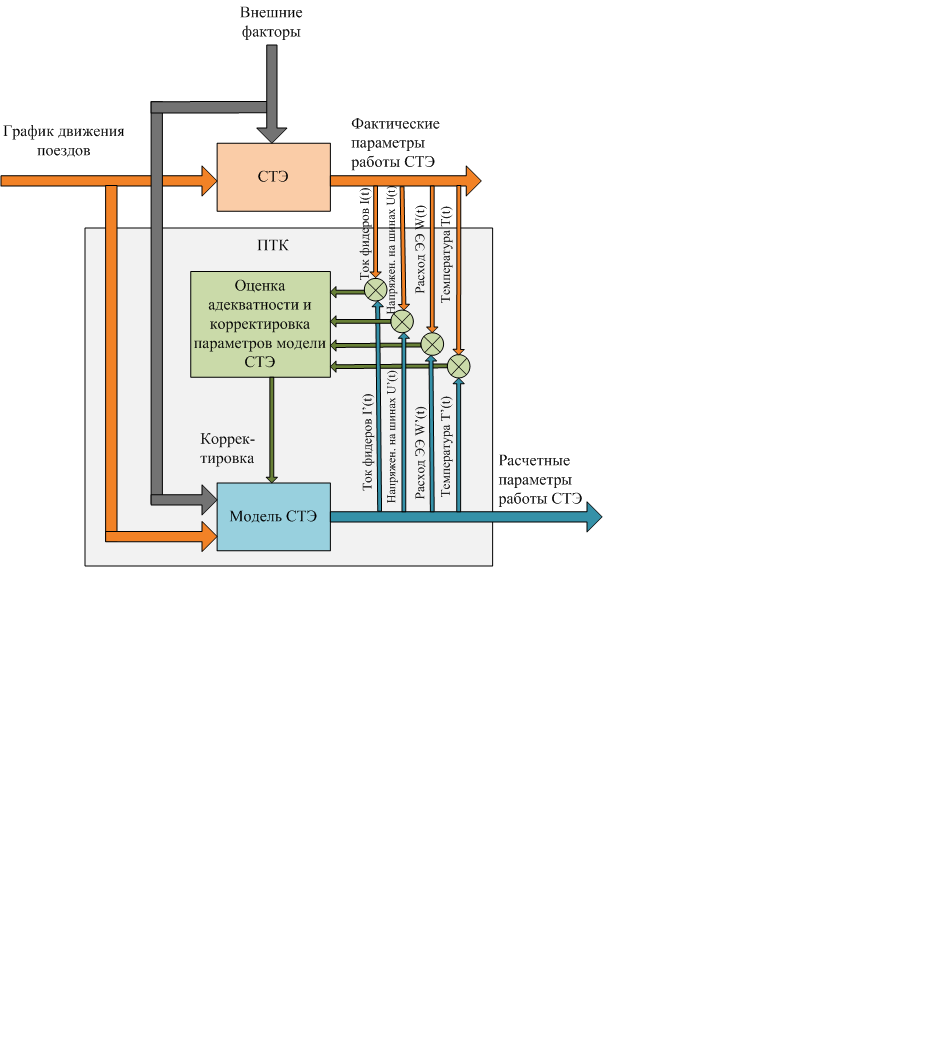 Внешние
факторы
График движения
поездов
Фактические
параметры
работы СТЭ
СТЭ
Ток фидеров I(t)
Напряжен. на шинах U(t)
Расход ЭЭ W(t)
Температура T(t)
ПТК
Оценка
адекватности и
корректировка
параметров модели
СТЭ
Ток фидеров I'(t)
Напряжен. на шинах U'(t)
Расход ЭЭ W'(t)
Температура T'(t)
Коррек-
тировка
Расчетные
параметры
работы СТЭ
Модель СТЭ